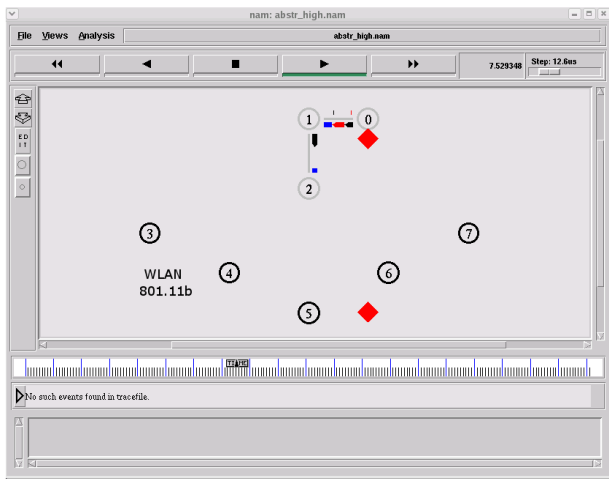 nam: abstr_high.nam
File Views Analysis abstr_high.nam
7.529348 Step: 12.6us
E D
I T
1 0
2
3 7
4 6
WLAN
801.11b
5
TIME
No such events found in tracefile.